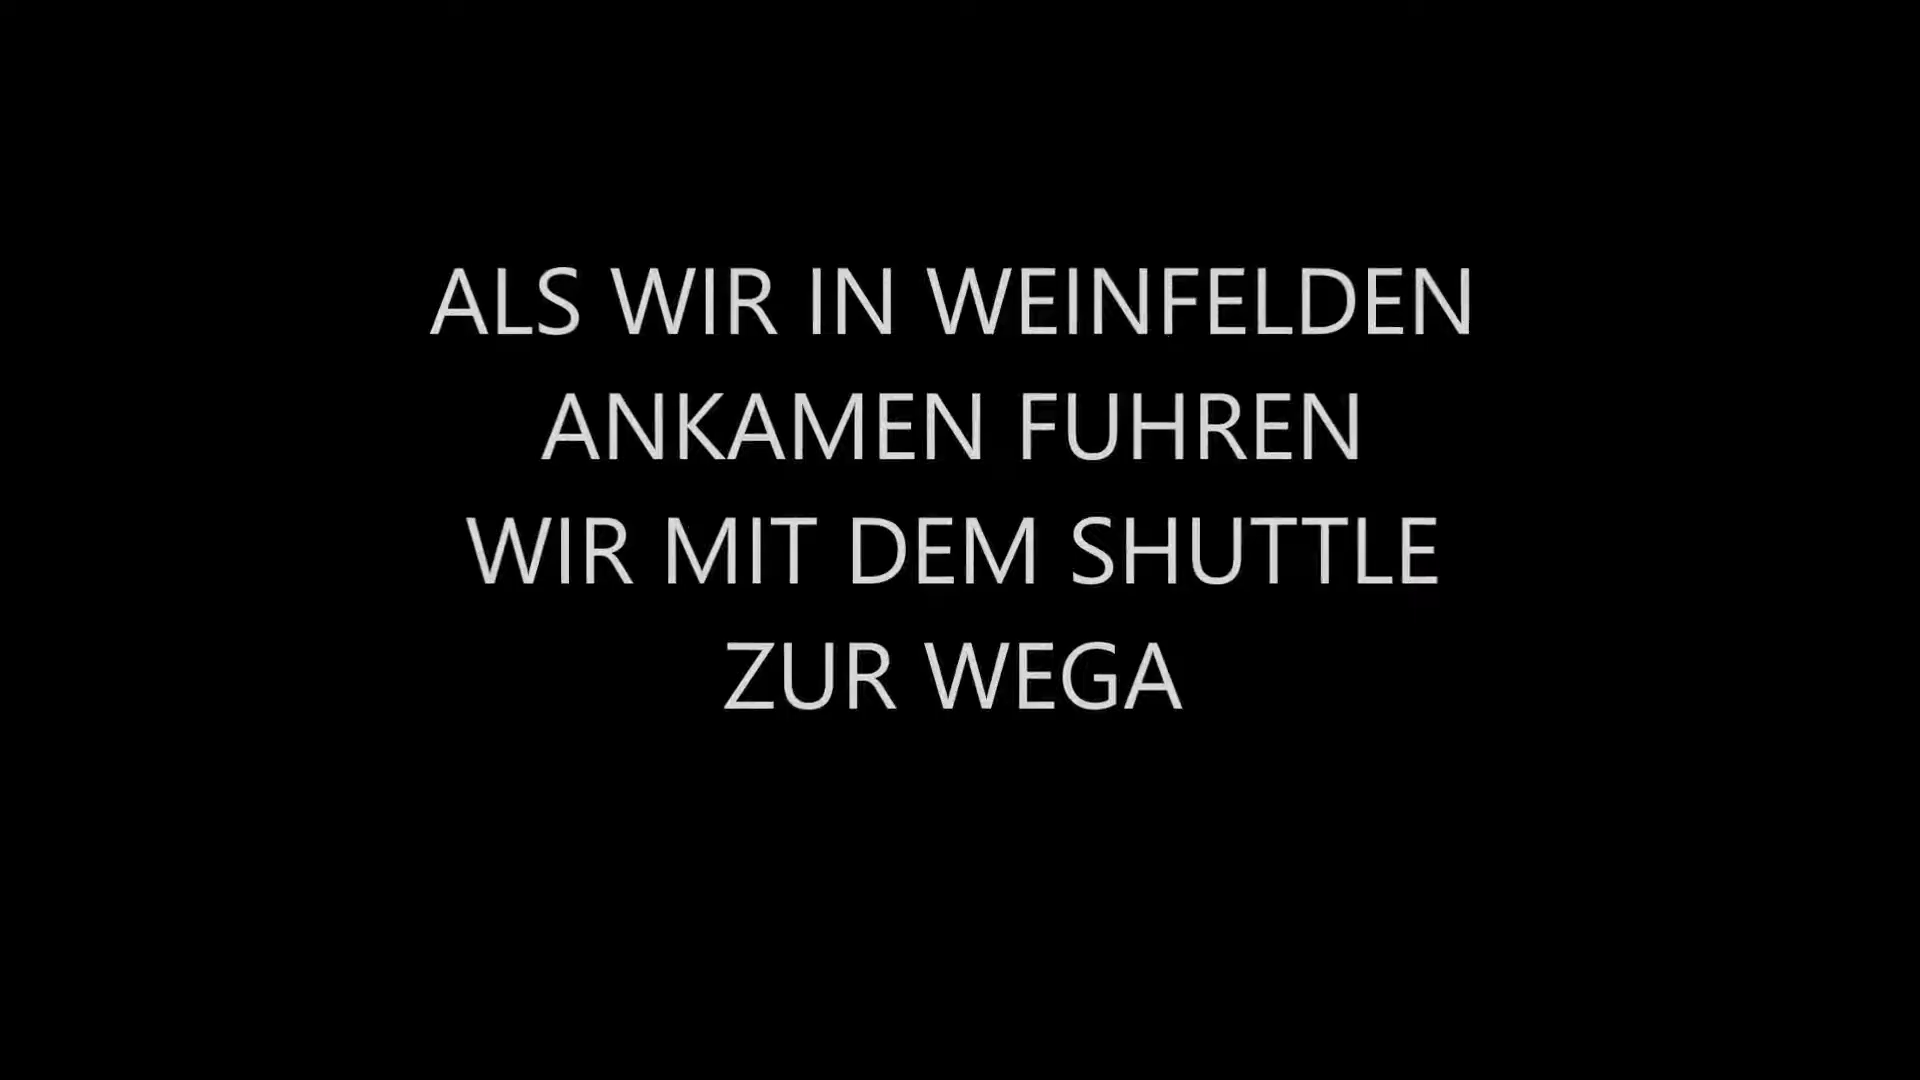 ALS WIR IN WEINFELDEN
ANKAMEN FUHREN
WIR MIT DEM SHUTTLE
ZUR WEGA